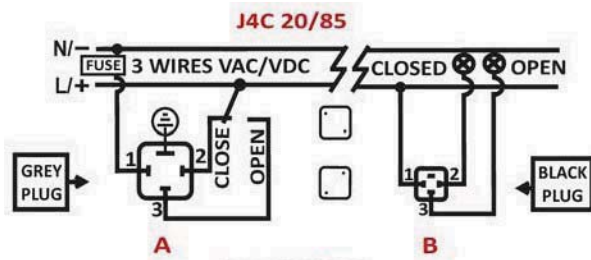 J4C 20/85
N/-
FUSE 3 WIRES VAC/VDC CLOSED OPEN
L/+
1 2 CLOSE OPEN 1 2
GREY PLUG
BLACK PLUG
3 3
A B